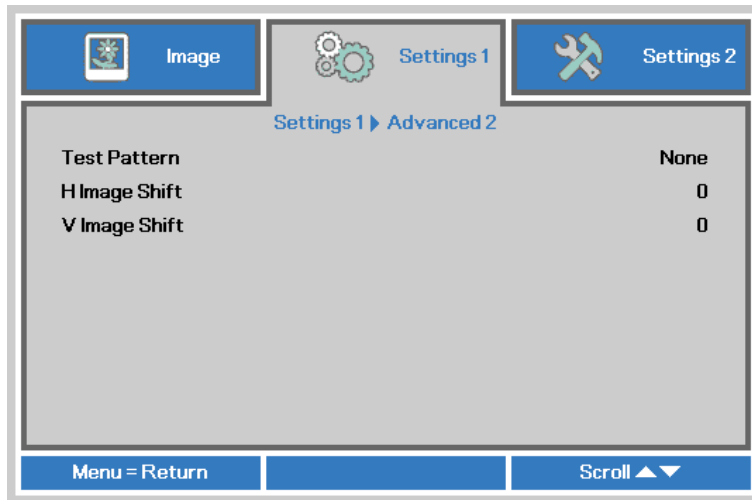 Image
Settings 1
Settings 2
Settings 1 ▶ Advanced 2
Test Pattern None
H Image Shift 0
V Image Shift 0
Menu = Return
Scroll ▲▼